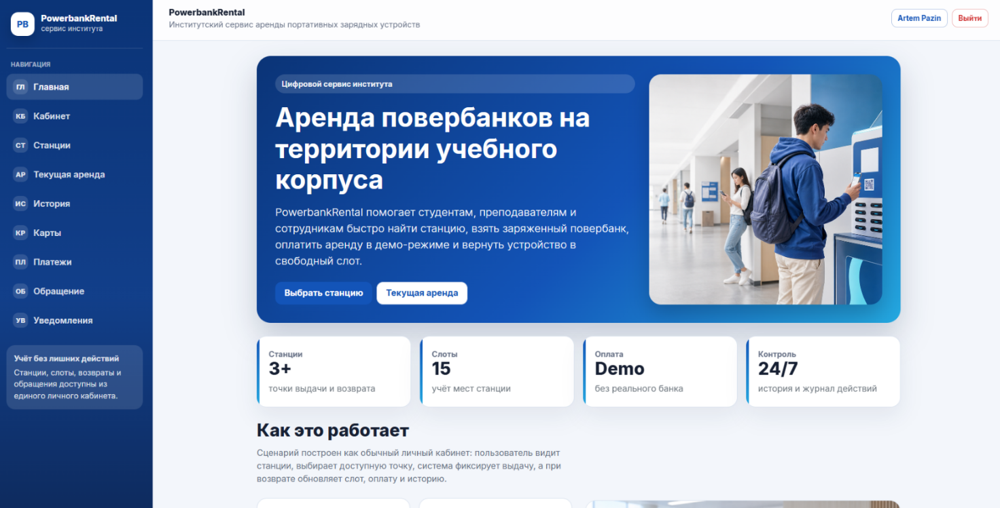 PB
PowerbankRental
сервис института
НАВИГАЦИЯ
ГЛ Главная
КБ Кабинет
СТ Станции
АР Текущая аренда
ИС История
КР Карты
ПЛ Платежи
ОБ Обращение
УВ Уведомления
Учёт без лишних действий
Станции, слоты, возвраты и
обращения доступны из
единого личного кабинета.
PowerbankRental
Институтский сервис аренды портативных зарядных устройств
Artem Pazin
Выйти
Цифровой сервис института
Аренда повербанков на
территории учебного
корпуса
PowerbankRental помогает студентам, преподавателям и
сотрудникам быстро найти станцию, взять заряженный повербанк,
оплатить аренду в демо-режиме и вернуть устройство в
свободный слот.
Выбрать станцию
Текущая аренда
Станции
3+
точки выдачи и возврата
Слоты
15
учёт мест станции
Оплата
Demo
без реального банка
Контроль
24/7
история и журнал действий
Как это работает
Сценарий построен как обычный личный кабинет: пользователь видит
станции, выбирает доступную точку, система фиксирует выдачу, а при
возврате обновляет слот, оплату и историю.